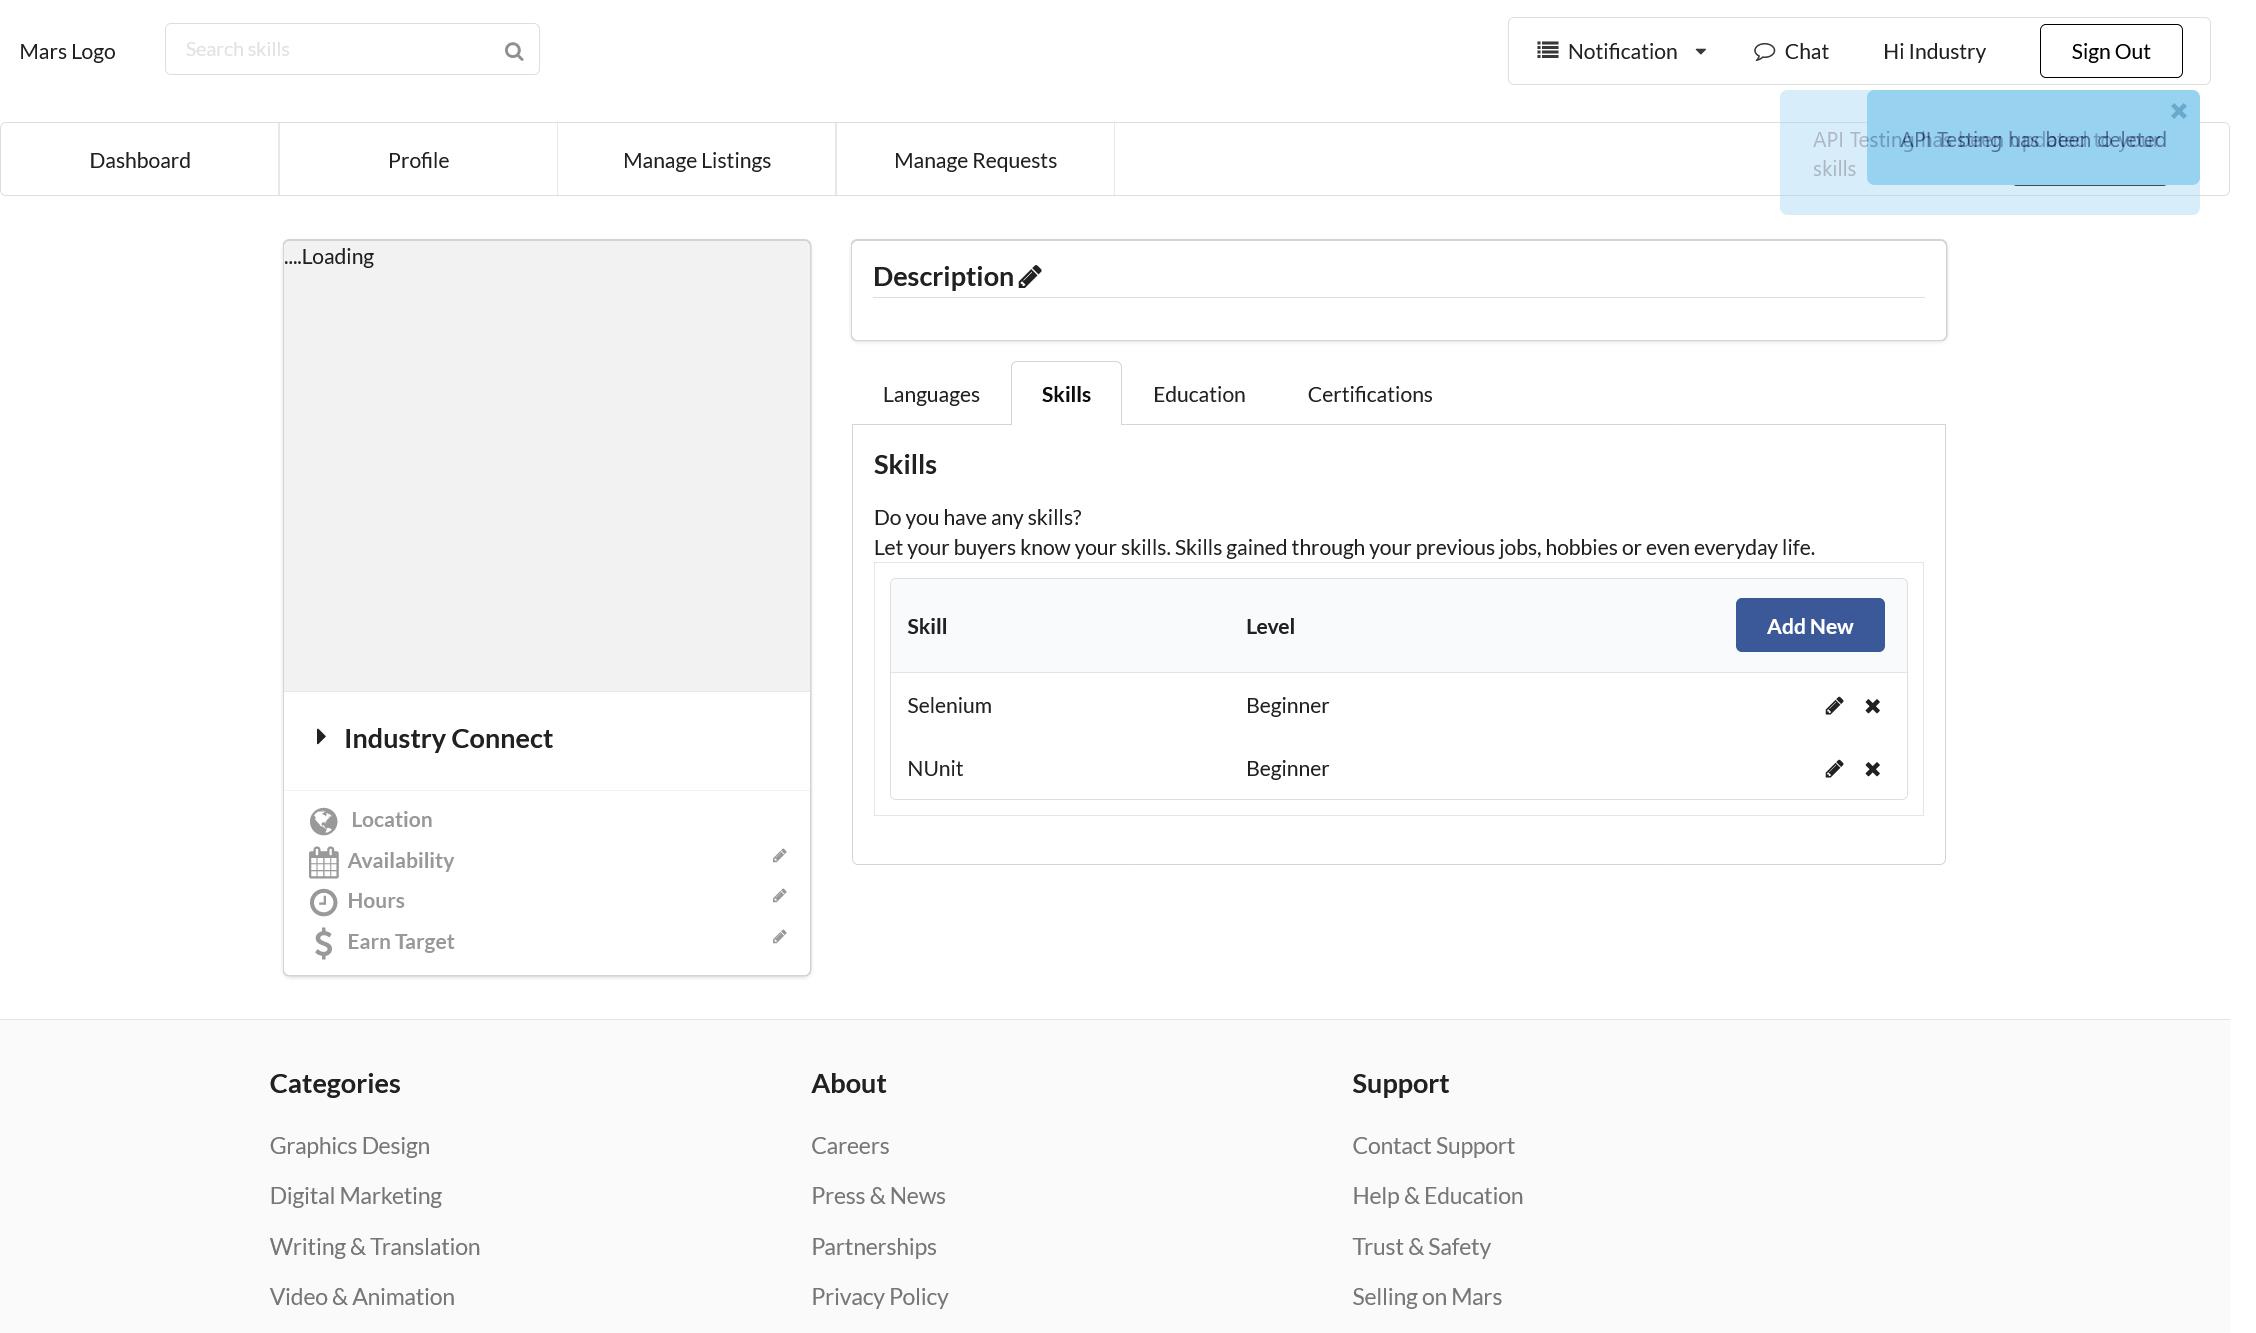 Mars Logo
Search skills
Notification
Chat
Hi Industry
Sign Out
Dashboard
Profile
Manage Listings
Manage Requests
API Testing has been updated to your
skills
API Testing has been deleted
....Loading
Industry Connect
Location
Availability
Hours
Earn Target
Description
Languages
Skills
Education
Certifications
Skills
Do you have any skills?
Let your buyers know your skills. Skills gained through your previous jobs, hobbies or even everyday life.
Skill
Level
Add New
Selenium
Beginner
NUnit
Beginner
Categories
Graphics Design
Digital Marketing
Writing & Translation
Video & Animation
About
Careers
Press & News
Partnerships
Privacy Policy
Support
Contact Support
Help & Education
Trust & Safety
Selling on Mars